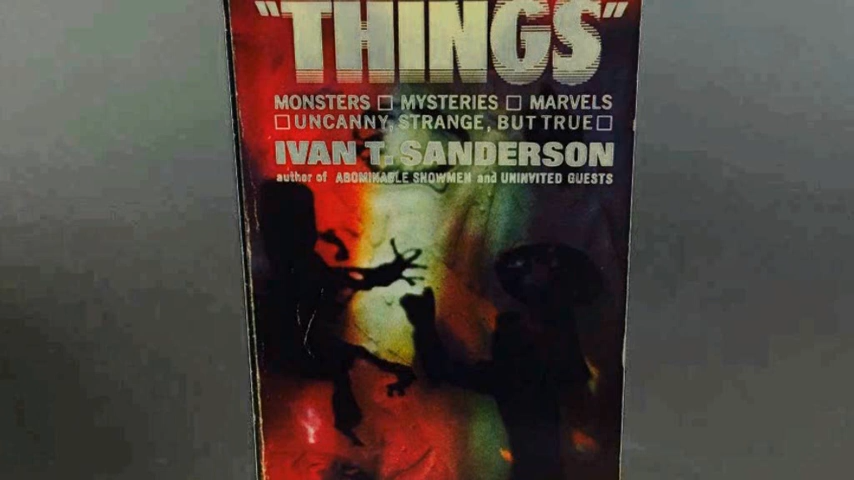 "THINGS"
MONSTERS □ MYSTERIES □ MARVELS
□ UNCANNY, STRANGE, BUT TRUE □
IVAN T. SANDERSON
author of ABOMINABLE SNOWMEN and UNINVITED GUESTS